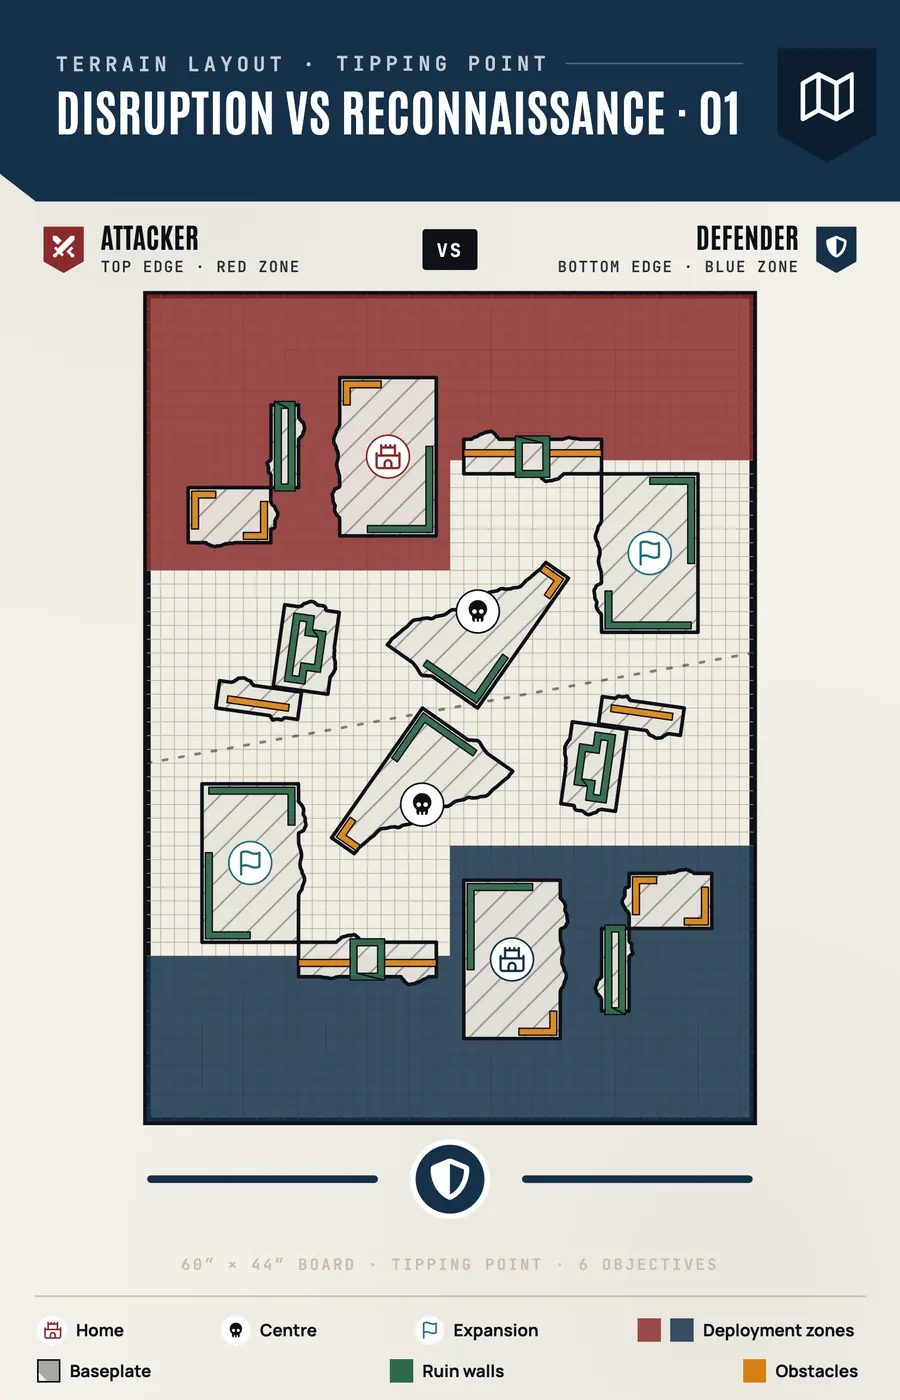 TERRAIN LAYOUT · TIPPING POINT
DISRUPTION VS RECONNAISSANCE · 01
ATTACKER
TOP EDGE · RED ZONE
VS
DEFENDER
BOTTOM EDGE · BLUE ZONE
60″ × 44″ BOARD · TIPPING POINT · 6 OBJECTIVES
Home
Centre
Expansion
Deployment zones
Baseplate
Ruin walls
Obstacles